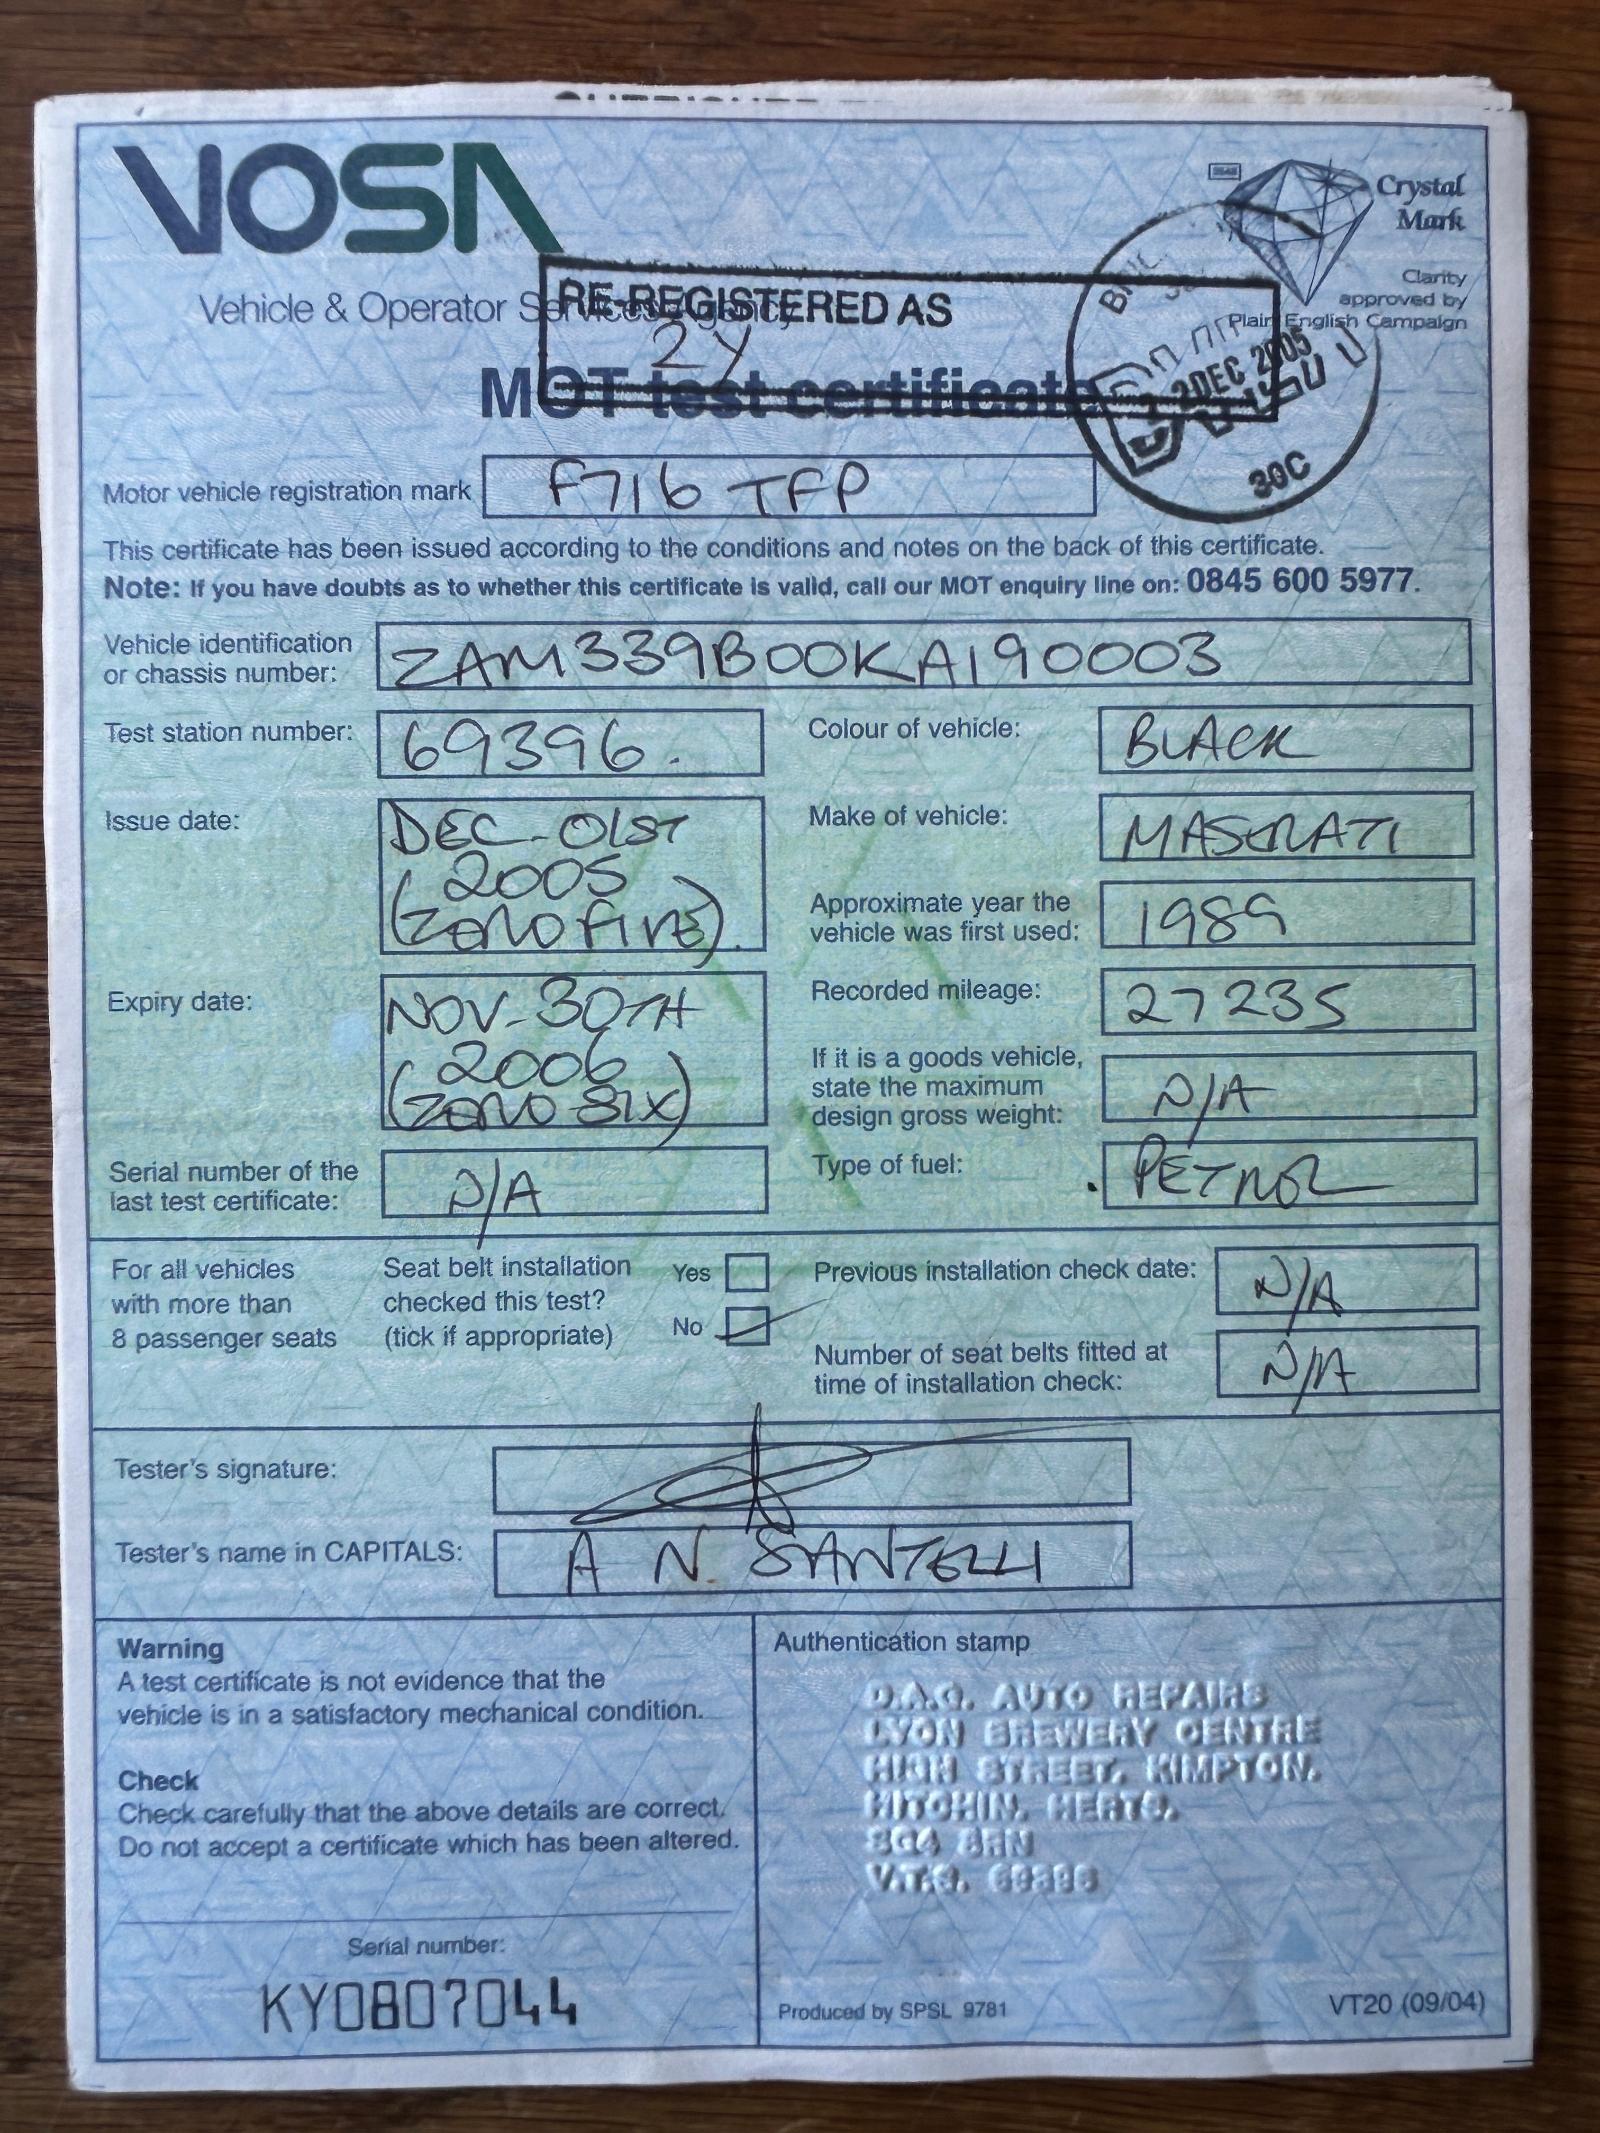 VOSA
Crystal
Mark
Clarity
approved by
Plain English Campaign
Vehicle & Operator Services Agency
RE-REGISTERED AS
2Y
2 DEC 2005
30C
MOT test certificate
Motor vehicle registration mark F716 TFP
This certificate has been issued according to the conditions and notes on the back of this certificate.
Note: If you have doubts as to whether this certificate is valid, call our MOT enquiry line on: 0845 600 5977.
Vehicle identification
or chassis number: ZAM339B00KA190003
Test station number: 69396.
Colour of vehicle: BLACK
Issue date: DEC-01ST
2005
(ZERO FIVE).
Make of vehicle: MASERATI
Approximate year the
vehicle was first used: 1989
Expiry date: NOV-30TH
2006
(ZERO SIX)
Recorded mileage: 27235
If it is a goods vehicle,
state the maximum
design gross weight: N/A
Serial number of the
last test certificate: N/A
Type of fuel: PETROL
For all vehicles
with more than
8 passenger seats
Seat belt installation
checked this test?
(tick if appropriate)
Yes
No
Previous installation check date: N/A
Number of seat belts fitted at
time of installation check: N/A
Tester's signature:
Tester's name in CAPITALS: A N. SANTELLI
Warning
A test certificate is not evidence that the
vehicle is in a satisfactory mechanical condition.
Check
Check carefully that the above details are correct.
Do not accept a certificate which has been altered.
Serial number:
KY0807044
Authentication stamp
D.A.G. AUTO REPAIRS
LYON BREWERY CENTRE
HIGH STREET, KIMPTON,
HITCHIN, HERTS.
SG4 8RN
V.T.S. 69396
Produced by SPSL 9781
VT20 (09/04)